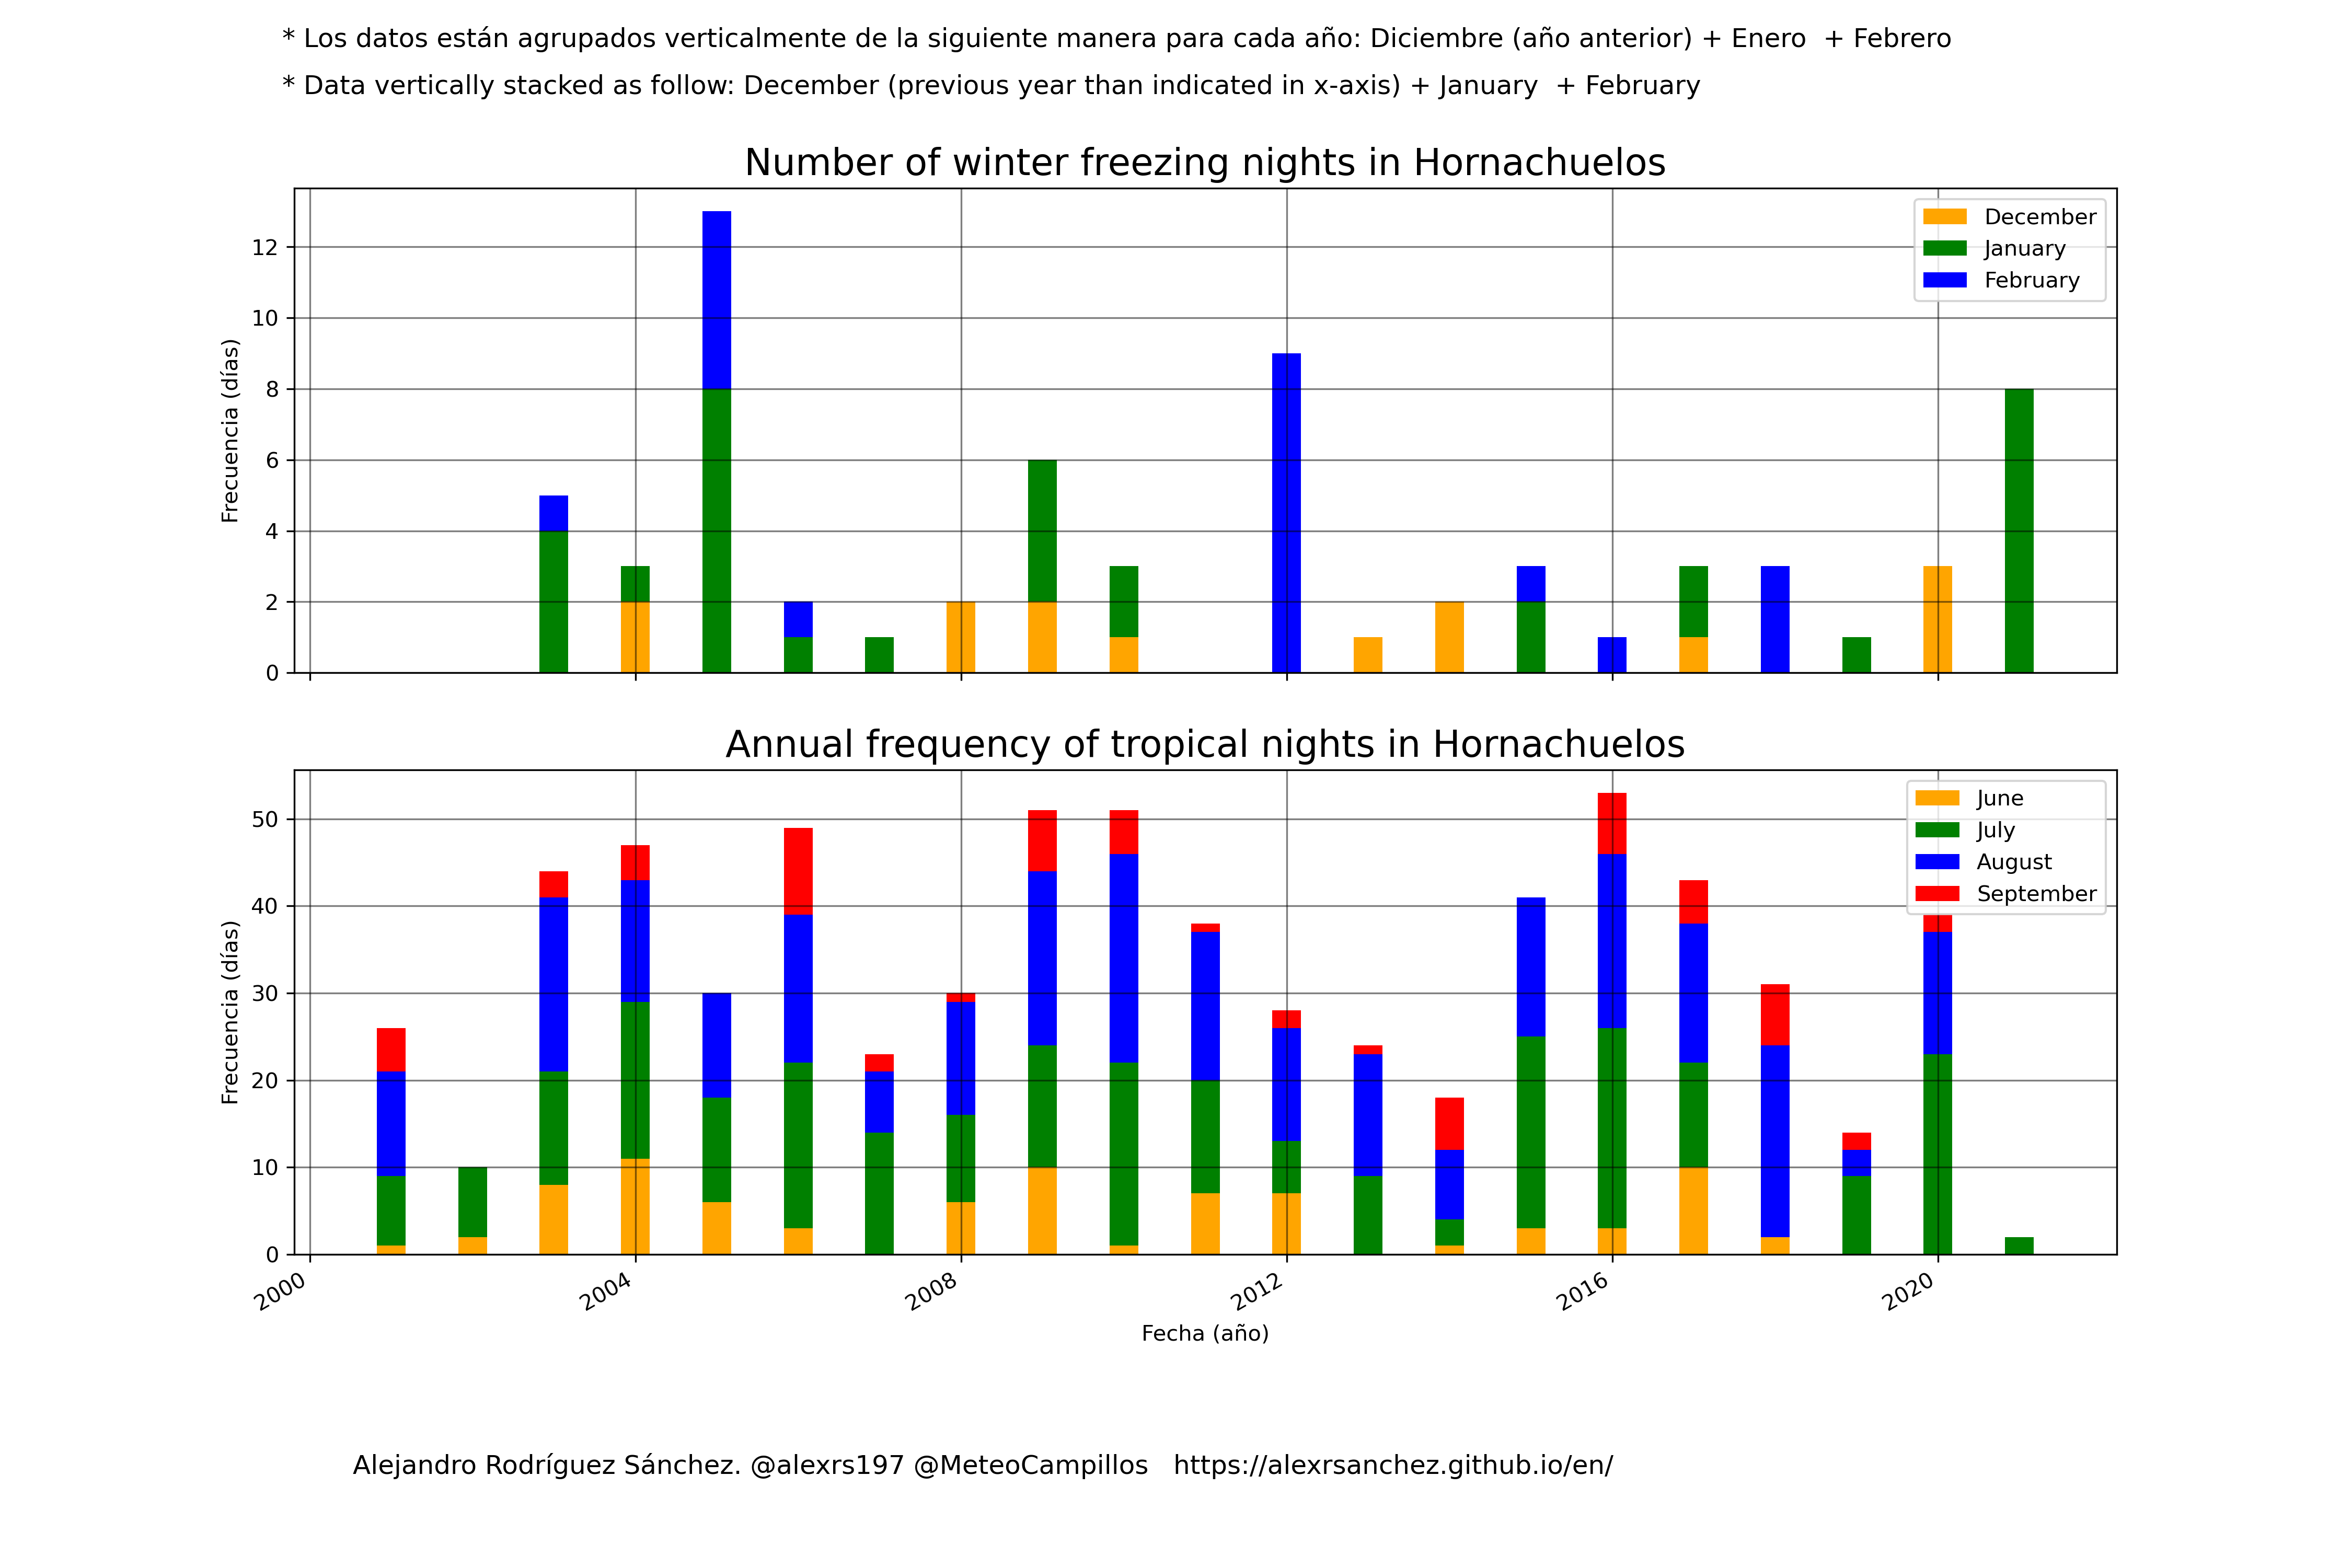 * Los datos están agrupados verticalmente de la siguiente manera para cada año: Diciembre (año anterior) + Enero  + Febrero
* Data vertically stacked as follow: December (previous year than indicated in x-axis) + January  + February
Number of winter freezing nights in Hornachuelos
Frecuencia (días)
12
10
8
6
4
2
0
December
January
February
Annual frequency of tropical nights in Hornachuelos
Frecuencia (días)
50
40
30
20
10
0
June
July
August
September
2000 2004 2008 2012 2016 2020
Fecha (año)
Alejandro Rodríguez Sánchez. @alexrs197 @MeteoCampillos   https://alexrsanchez.github.io/en/